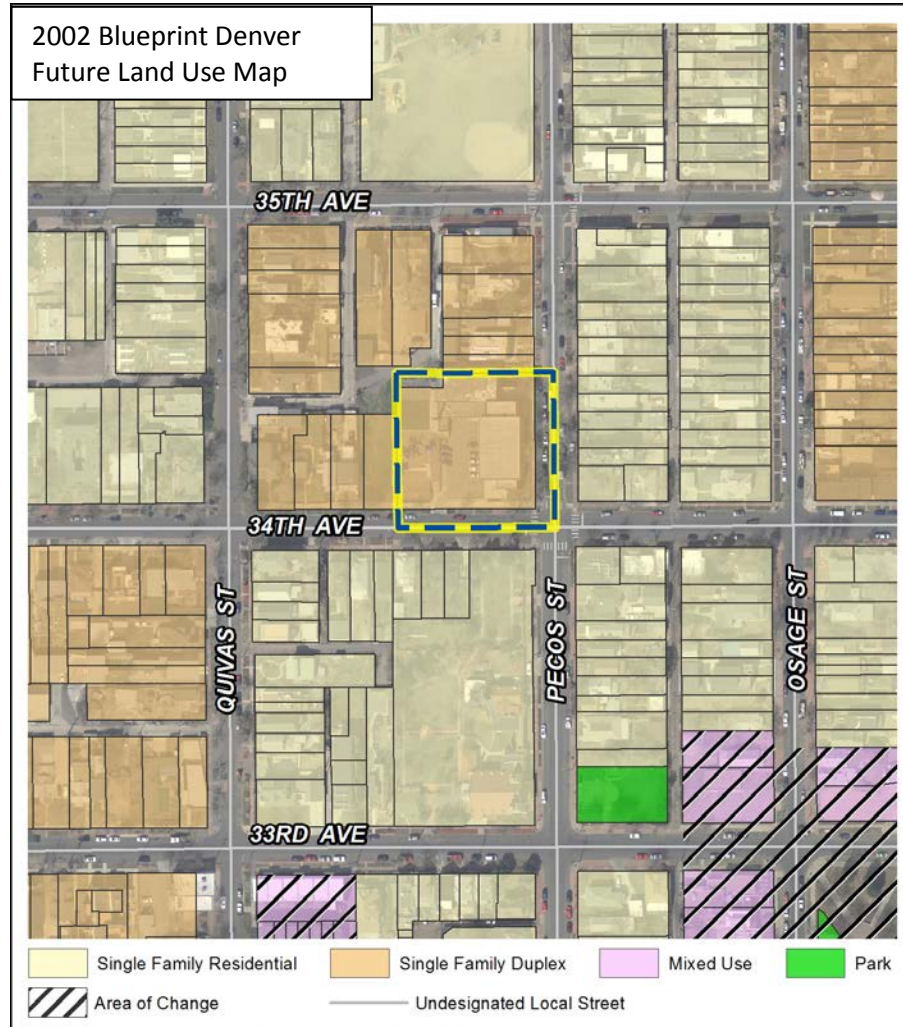 2002 Blueprint Denver
Future Land Use Map
35TH AVE
34TH AVE
QUIVAS ST
PECOS ST
OSAGE ST
33RD AVE
Single Family Residential
Single Family Duplex
Mixed Use
Park
Area of Change
Undesignated Local Street